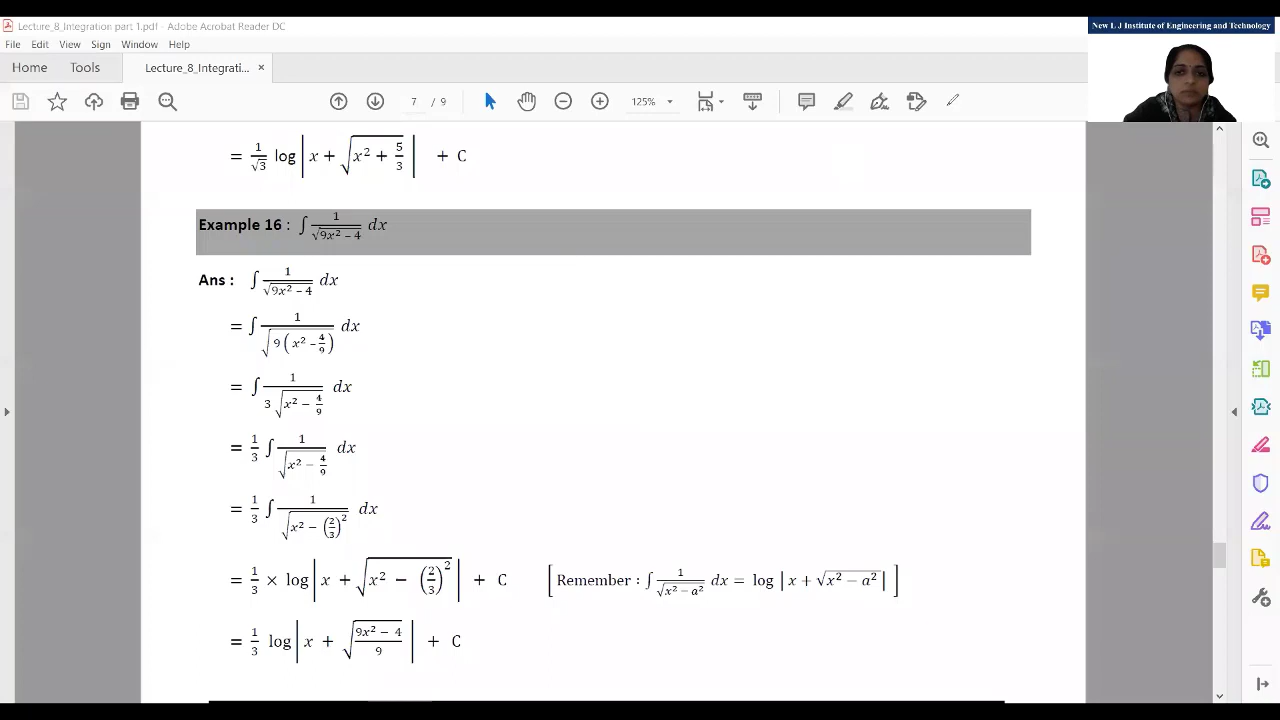 Lecture_8_Integration part 1.pdf - Adobe Acrobat Reader DC
New L J Institute of Engineering and Technology
File Edit View Sign Window Help
Home Tools Lecture_8_Integrati... ×
7 / 9 125%
= 1/√3 log | x + √(x² + 5/3) | + C
Example 16 : ∫ 1/√(9x² – 4) dx
Ans : ∫ 1/√(9x² – 4) dx
= ∫ 1/√(9 (x² – 4/9)) dx
= ∫ 1/(3 √(x² – 4/9)) dx
= 1/3 ∫ 1/√(x² – 4/9) dx
= 1/3 ∫ 1/√(x² – (2/3)²) dx
= 1/3 × log | x + √(x² – (2/3)²) | + C [ Remember : ∫ 1/√(x² – a²) dx = log | x + √(x² – a²) | ]
= 1/3 log | x + √((9x² – 4)/9) | + C